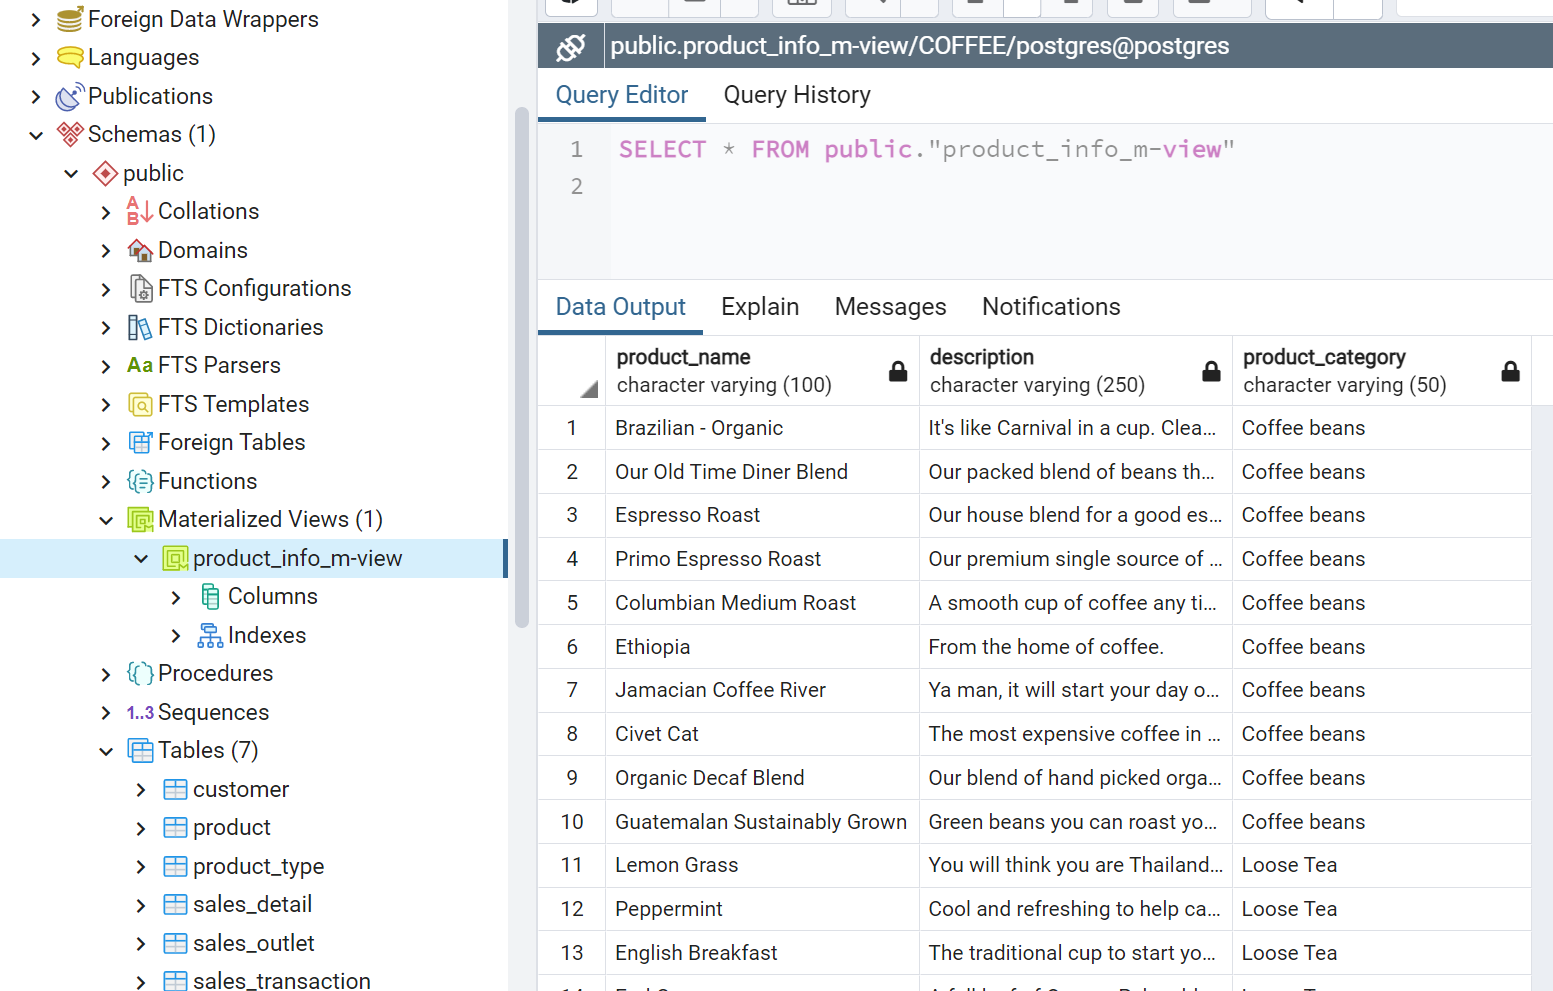 Foreign Data Wrappers
Languages
Publications
Schemas (1)
public
Collations
Domains
FTS Configurations
FTS Dictionaries
Aa FTS Parsers
FTS Templates
Foreign Tables
Functions
Materialized Views (1)
product_info_m-view
Columns
Indexes
Procedures
1..3 Sequences
Tables (7)
customer
product
product_type
sales_detail
sales_outlet
sales_transaction
public.product_info_m-view/COFFEE/postgres@postgres
Query Editor Query History
1 SELECT * FROM public."product_info_m-view"
2
Data Output Explain Messages Notifications
product_name description product_category
character varying (100) character varying (250) character varying (50)
1 Brazilian - Organic It's like Carnival in a cup. Clea... Coffee beans
2 Our Old Time Diner Blend Our packed blend of beans th... Coffee beans
3 Espresso Roast Our house blend for a good es... Coffee beans
4 Primo Espresso Roast Our premium single source of ... Coffee beans
5 Columbian Medium Roast A smooth cup of coffee any ti... Coffee beans
6 Ethiopia From the home of coffee. Coffee beans
7 Jamacian Coffee River Ya man, it will start your day o... Coffee beans
8 Civet Cat The most expensive coffee in ... Coffee beans
9 Organic Decaf Blend Our blend of hand picked orga... Coffee beans
10 Guatemalan Sustainably Grown Green beans you can roast yo... Coffee beans
11 Lemon Grass You will think you are Thailand... Loose Tea
12 Peppermint Cool and refreshing to help ca... Loose Tea
13 English Breakfast The traditional cup to start yo... Loose Tea